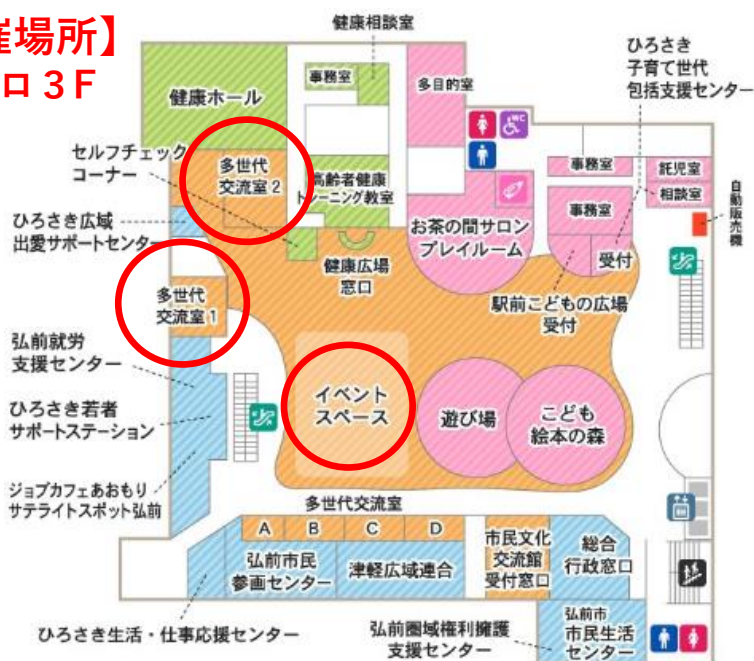 催場所】
ロ３F
健康相談室
ひろさき
子育て世代
包括支援センター
事務室
多目的室
健康ホール
WC
セルフチェック
コーナー
多世代
交流室2
高齢者健康
トレーニング教室
事務室
託児室
相談室
事務室
自動販売機
お茶の間サロン
プレイルーム
ひろさき広域
出愛サポートセンター
健康広場
窓口
受付
多世代
交流室1
駅前こどもの広場
受付
弘前就労
支援センター
イベント
スペース
遊び場
こども
絵本の森
ひろさき若者
サポートステーション
ジョブカフェあおもり
サテライトスポット弘前
多世代交流室
A
B
C
D
弘前市民
参画センター
津軽広域連合
市民文化
交流館
受付窓口
総合
行政窓口
ひろさき生活・仕事応援センター
弘前圏域権利擁護
支援センター
弘前市
市民生活
センター